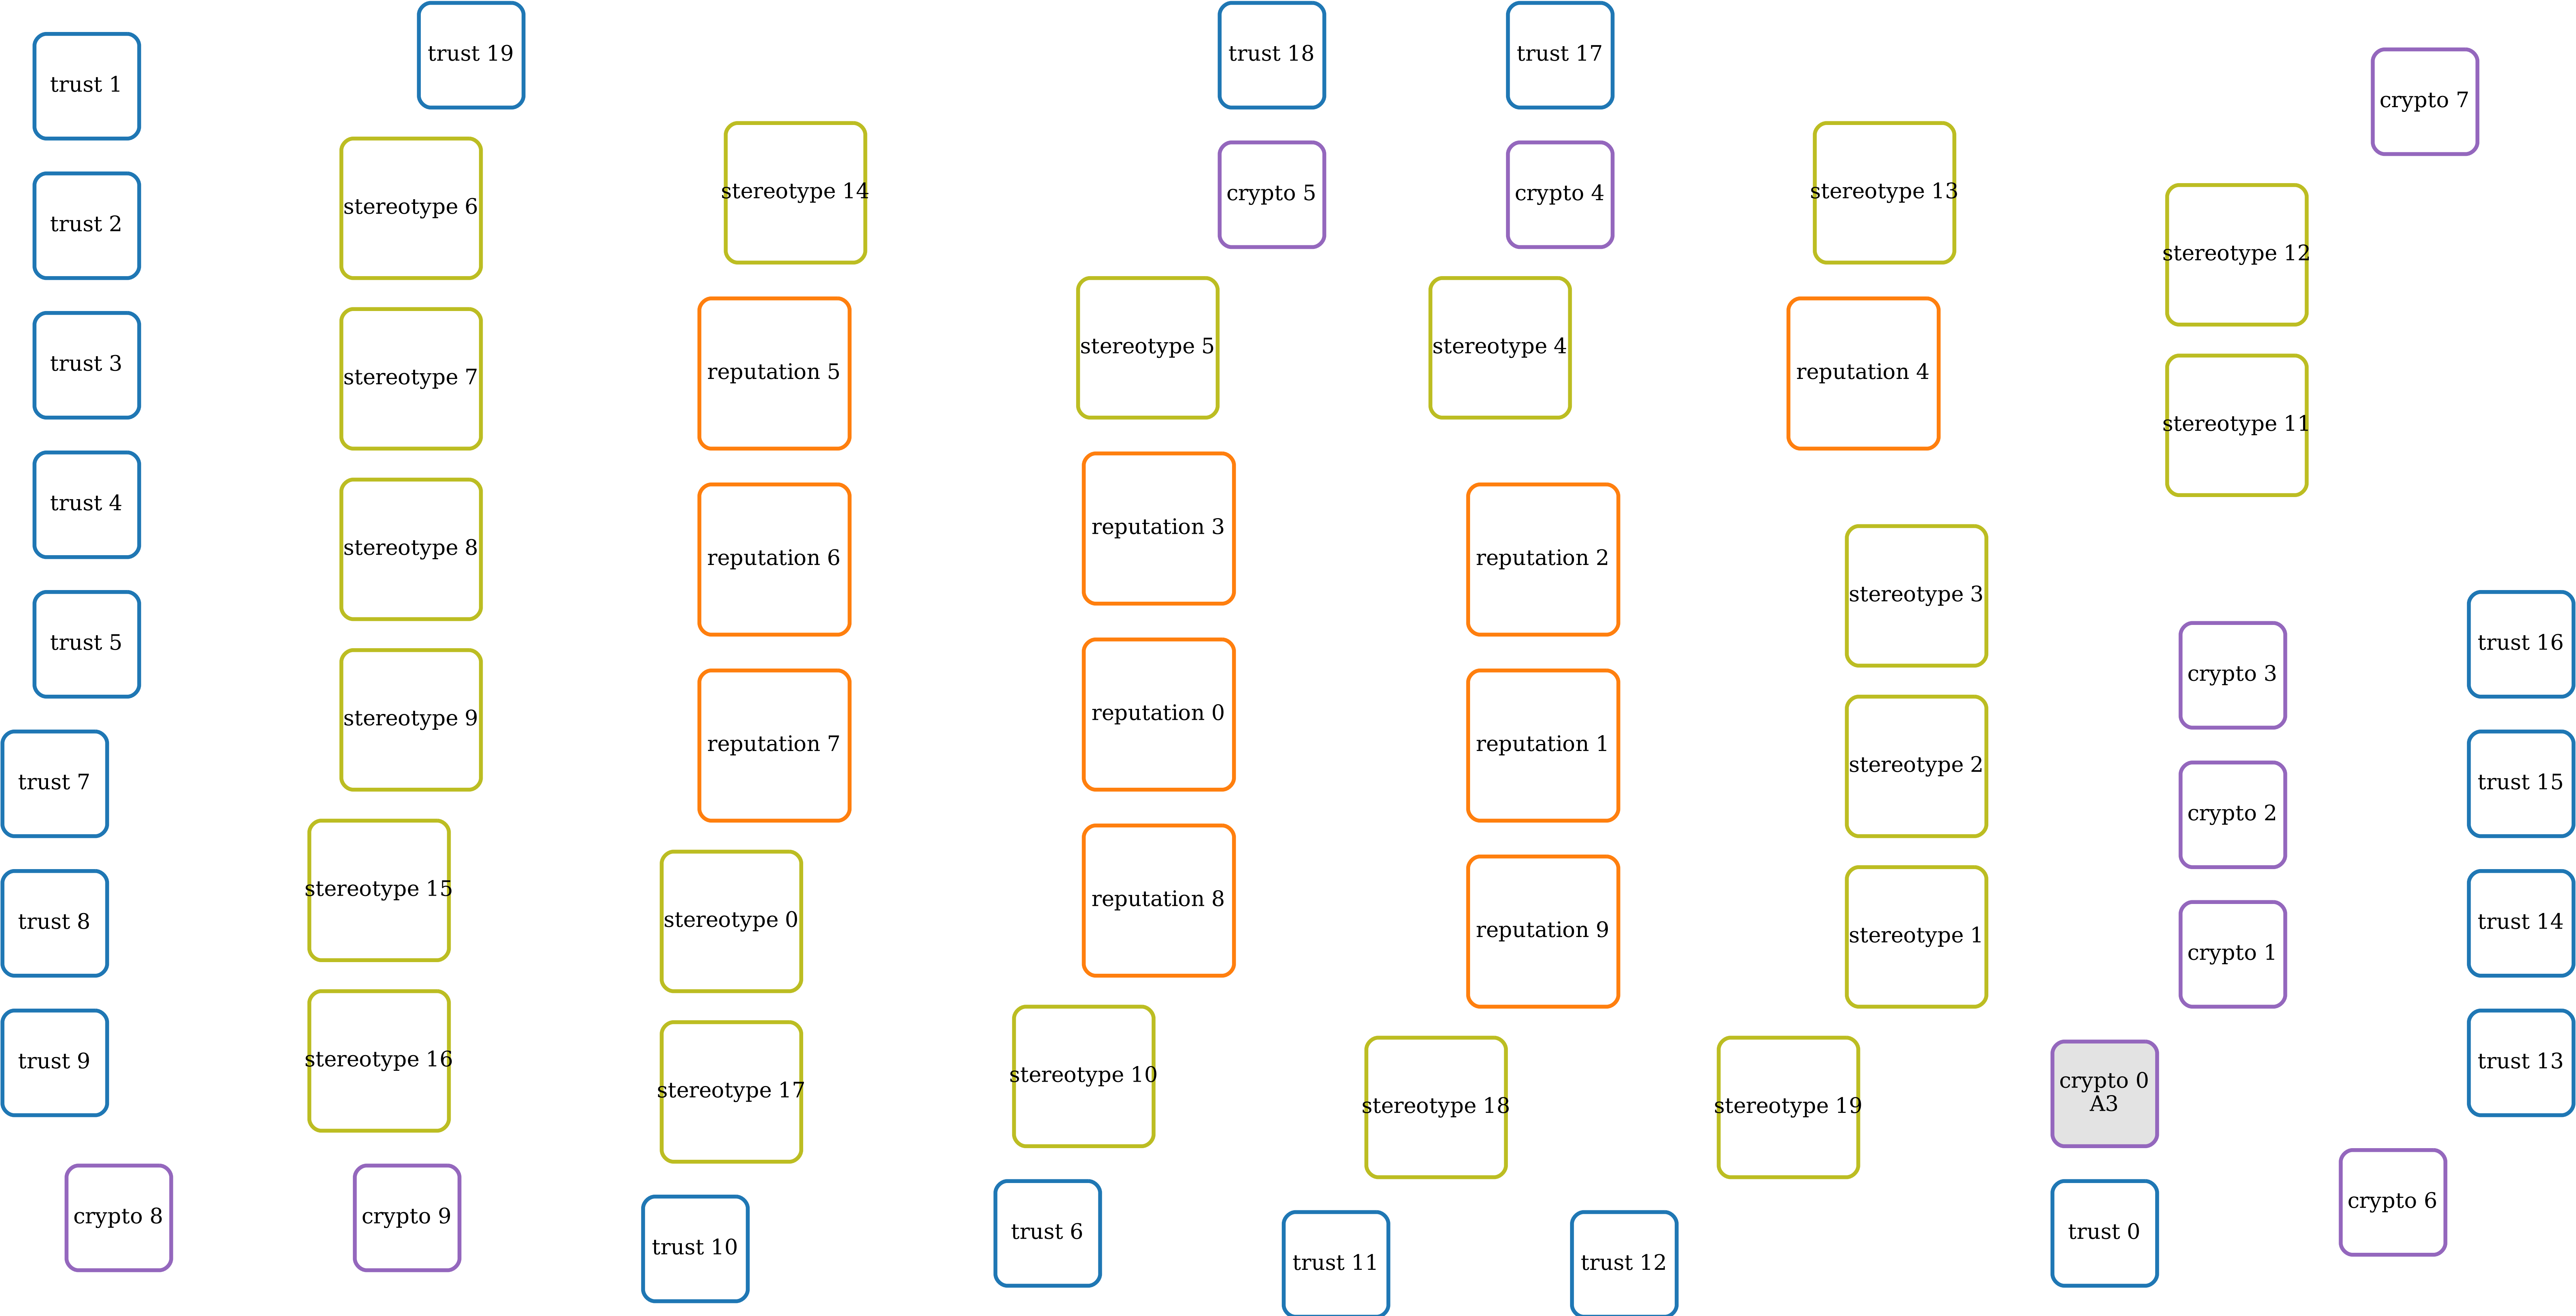 trust 1
trust 19
trust 18
trust 17
crypto 7
stereotype 6
stereotype 14
crypto 5
crypto 4
stereotype 13
stereotype 12
trust 2
stereotype 7
reputation 5
stereotype 5
stereotype 4
reputation 4
stereotype 11
trust 3
stereotype 8
reputation 6
reputation 3
reputation 2
stereotype 3
trust 4
trust 5
stereotype 9
reputation 7
reputation 0
reputation 1
stereotype 2
crypto 3
trust 16
trust 7
stereotype 15
stereotype 0
reputation 8
reputation 9
stereotype 1
crypto 2
trust 15
trust 8
crypto 1
trust 14
trust 9
stereotype 16
stereotype 17
stereotype 10
stereotype 18
stereotype 19
crypto 0
A3
trust 13
crypto 8
crypto 9
trust 10
trust 6
trust 11
trust 12
trust 0
crypto 6